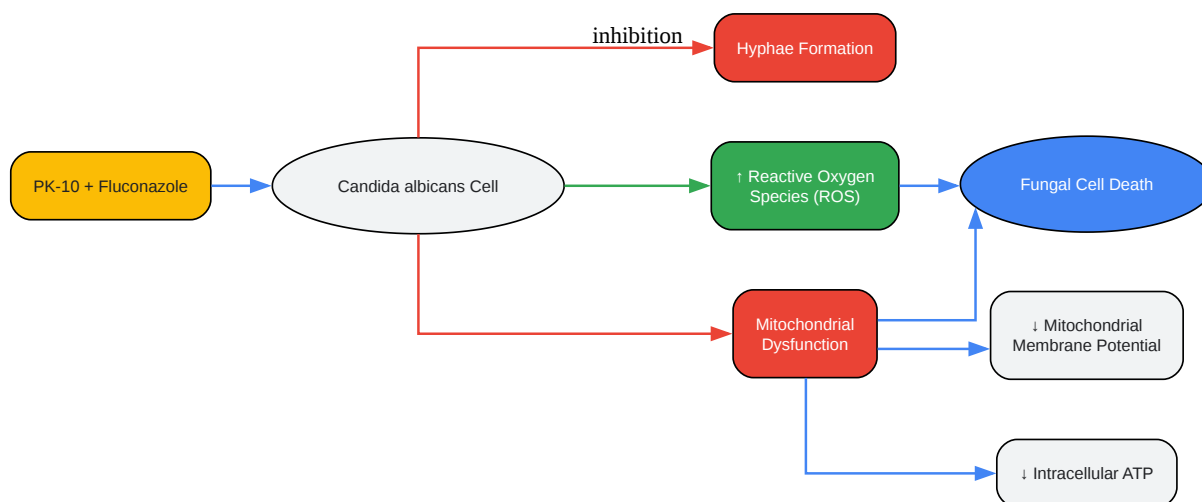 inhibition
Hyphae Formation
PK-10 + Fluconazole
Candida albicans Cell
↑ Reactive Oxygen
Species (ROS)
Fungal Cell Death
Mitochondrial
Dysfunction
↓ Mitochondrial
Membrane Potential
↓ Intracellular ATP